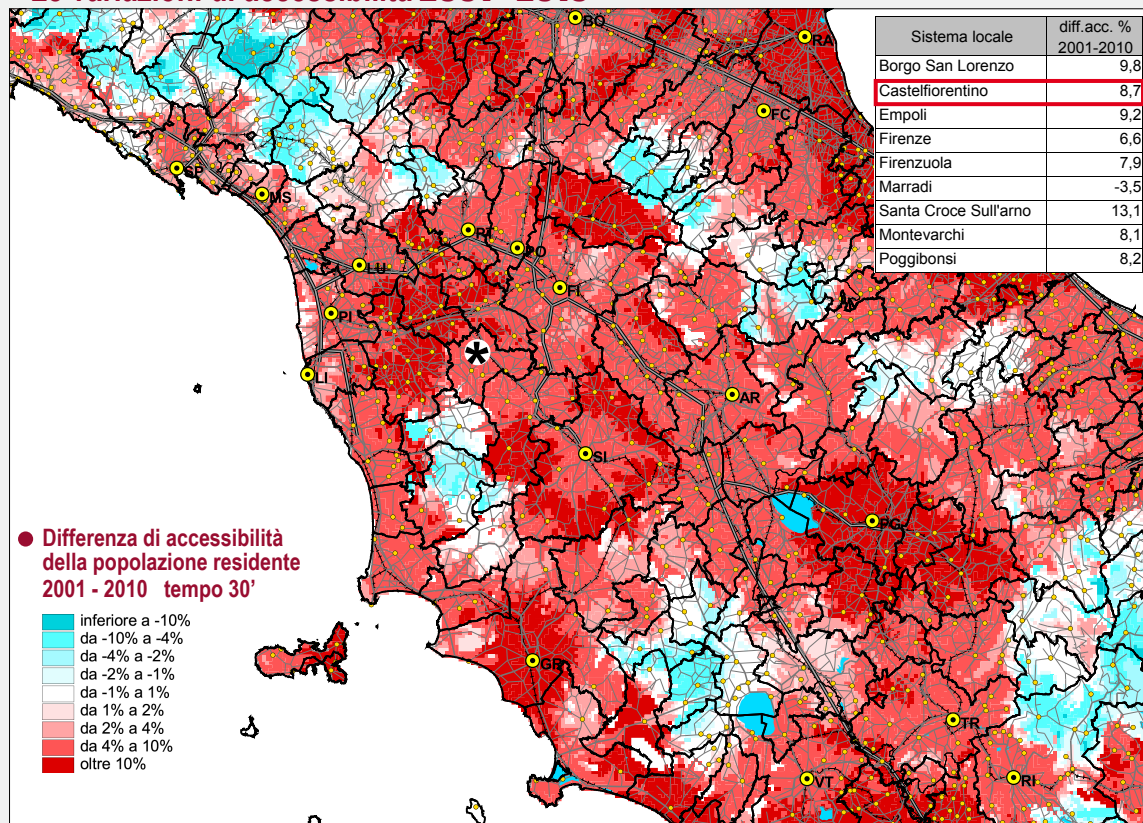 Sistema locale diff.acc. % 2001-2010
Borgo San Lorenzo 9,8
Castelfiorentino 8,7
Empoli 9,2
Firenze 6,6
Firenzuola 7,9
Marradi -3,5
Santa Croce Sull'arno 13,1
Montevarchi 8,1
Poggibonsi 8,2
BO
RA
FC
SP
MS
PT
PO
LU
FI
PI
*
LI
AR
SI
PG
GR
TR
VT
RI
Differenza di accessibilità
della popolazione residente
2001 - 2010 tempo 30'
inferiore a -10%
da -10% a -4%
da -4% a -2%
da -2% a -1%
da -1% a 1%
da 1% a 2%
da 2% a 4%
da 4% a 10%
oltre 10%